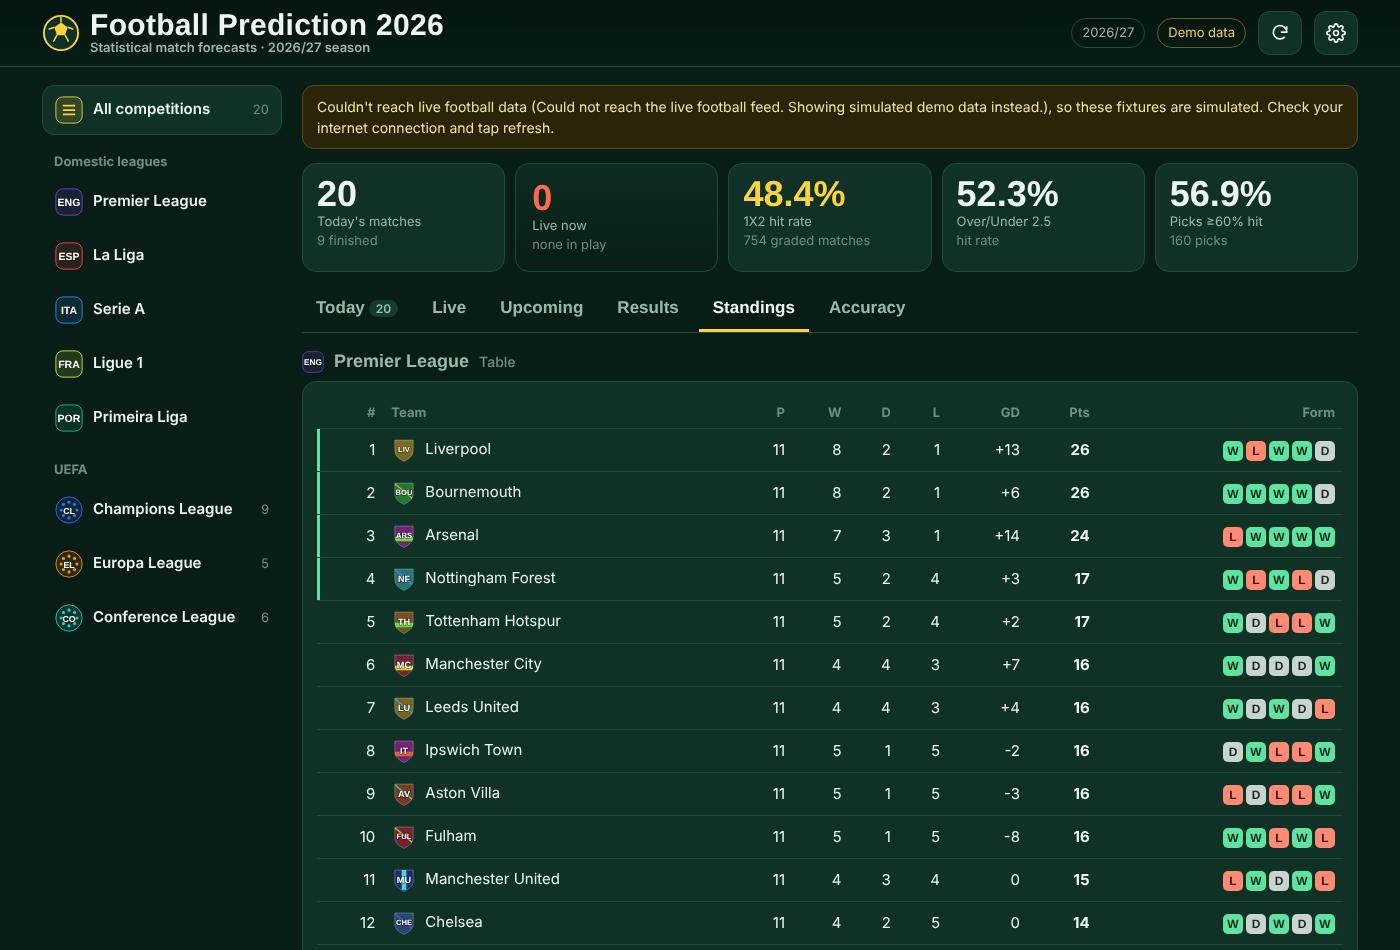 Football Prediction 2026
Statistical match forecasts · 2026/27 season
2026/27
Demo data
All competitions 20
Domestic leagues
ENG Premier League
ESP La Liga
ITA Serie A
FRA Ligue 1
POR Primeira Liga
UEFA
CL Champions League 9
EL Europa League 5
CO Conference League 6
Couldn't reach live football data (Could not reach the live football feed. Showing simulated demo data instead.), so these fixtures are simulated. Check your
internet connection and tap refresh.
20
Today's matches
9 finished
0
Live now
none in play
48.4%
1X2 hit rate
754 graded matches
52.3%
Over/Under 2.5
hit rate
56.9%
Picks ≥60% hit
160 picks
Today 20 Live Upcoming Results Standings Accuracy
ENG Premier League Table
# Team P W D L GD Pts Form
1 LIV Liverpool 11 8 2 1 +13 26 W L W W D
2 BOU Bournemouth 11 8 2 1 +6 26 W W W W D
3 ARS Arsenal 11 7 3 1 +14 24 L W W W W
4 NF Nottingham Forest 11 5 2 4 +3 17 W L W L D
5 TH Tottenham Hotspur 11 5 2 4 +2 17 W D L L W
6 MC Manchester City 11 4 4 3 +7 16 W D D D W
7 LU Leeds United 11 4 4 3 +4 16 W D W D L
8 IT Ipswich Town 11 5 1 5 -2 16 D W L L W
9 AV Aston Villa 11 5 1 5 -3 16 L D L L W
10 FUL Fulham 11 5 1 5 -8 16 W W L W L
11 MU Manchester United 11 4 3 4 0 15 L W D W L
12 CHE Chelsea 11 4 2 5 0 14 W D W D W